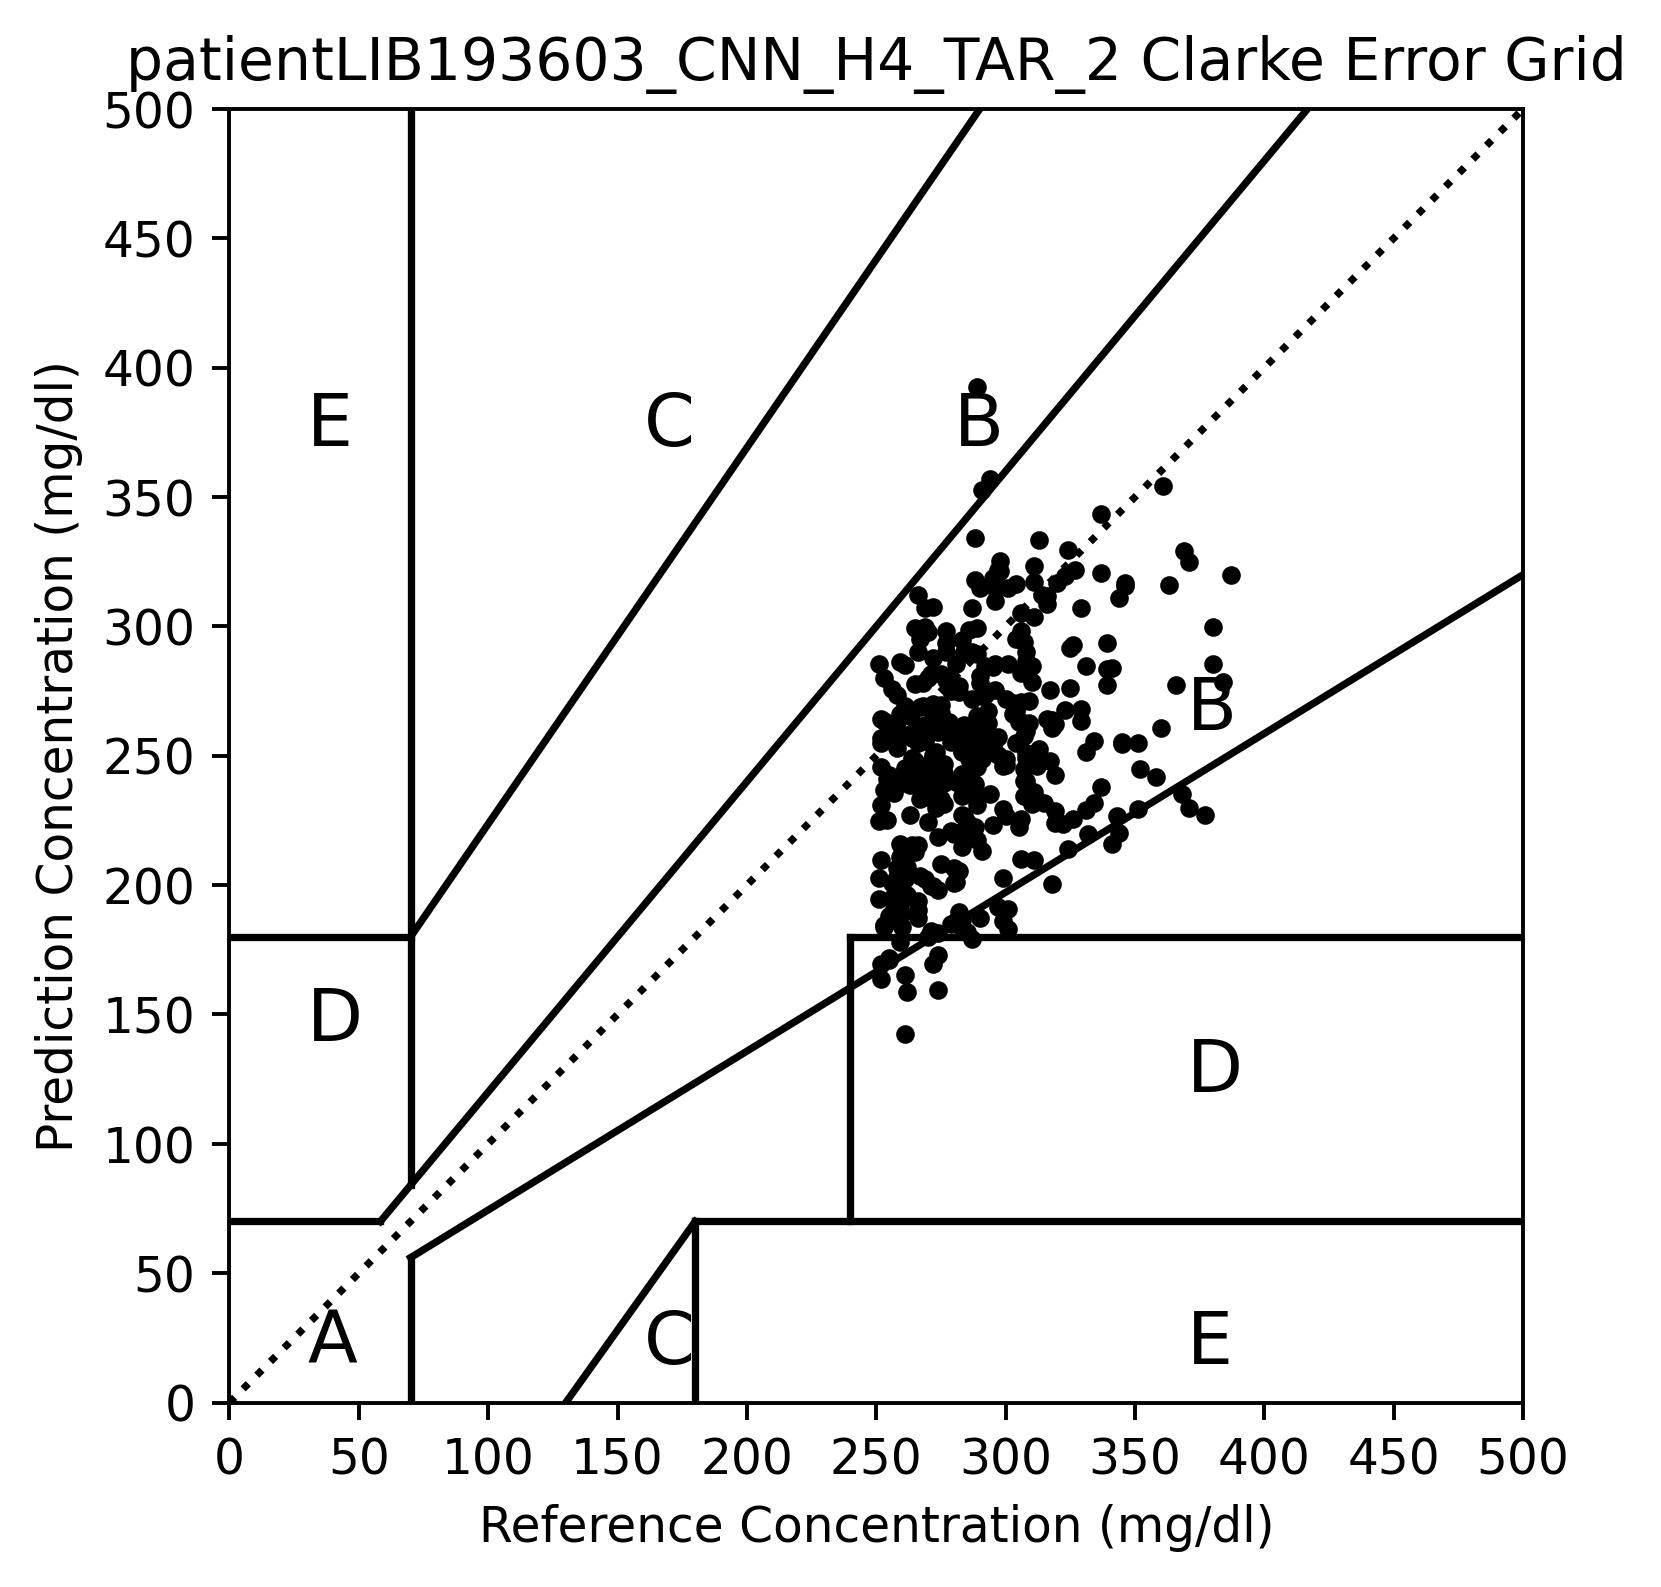 patientLIB193603_CNN_H4_TAR_2 Clarke Error Grid
500
450
400
350
300
250
200
150
100
50
0
Prediction Concentration (mg/dl)
E
C
B
B
D
D
A
C
E
0
50
100
150
200
250
300
350
400
450
500
Reference Concentration (mg/dl)